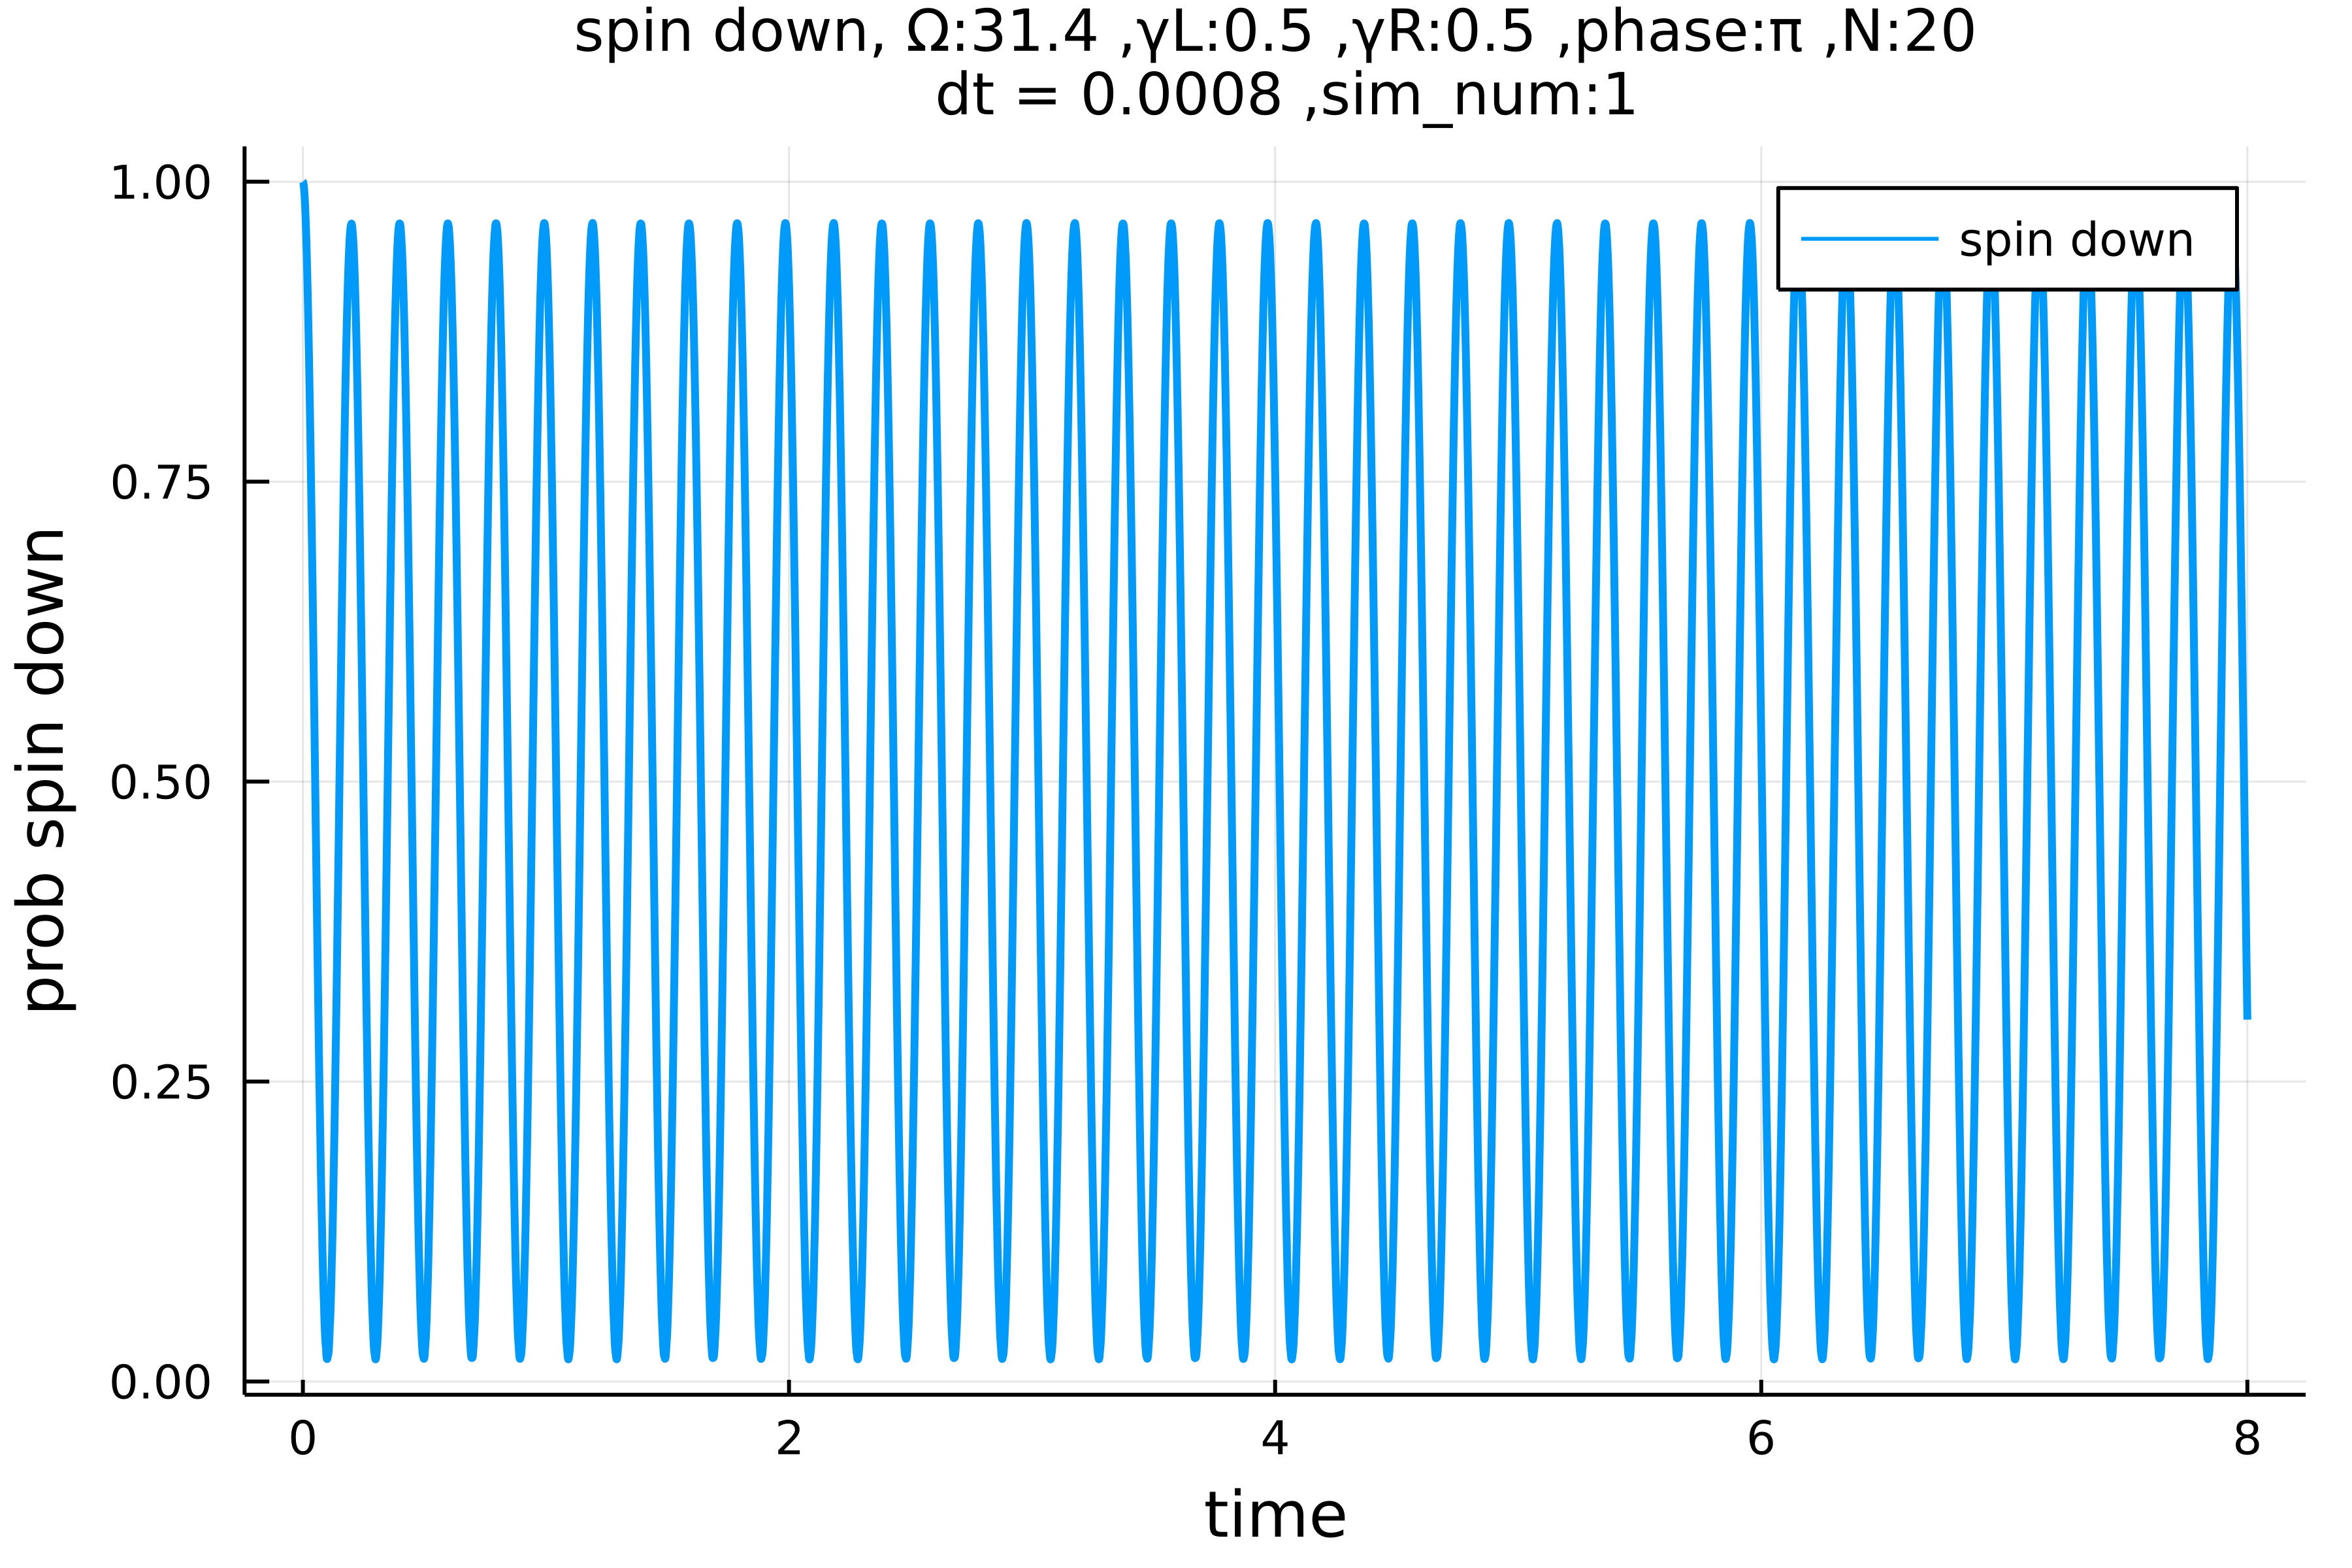 spin down, Ω:31.4 ,γL:0.5 ,γR:0.5 ,phase:π ,N:20
dt = 0.0008 ,sim_num:1
1.00
0.75
0.50
0.25
0.00
prob spin down
spin down
0 2 4 6 8
time